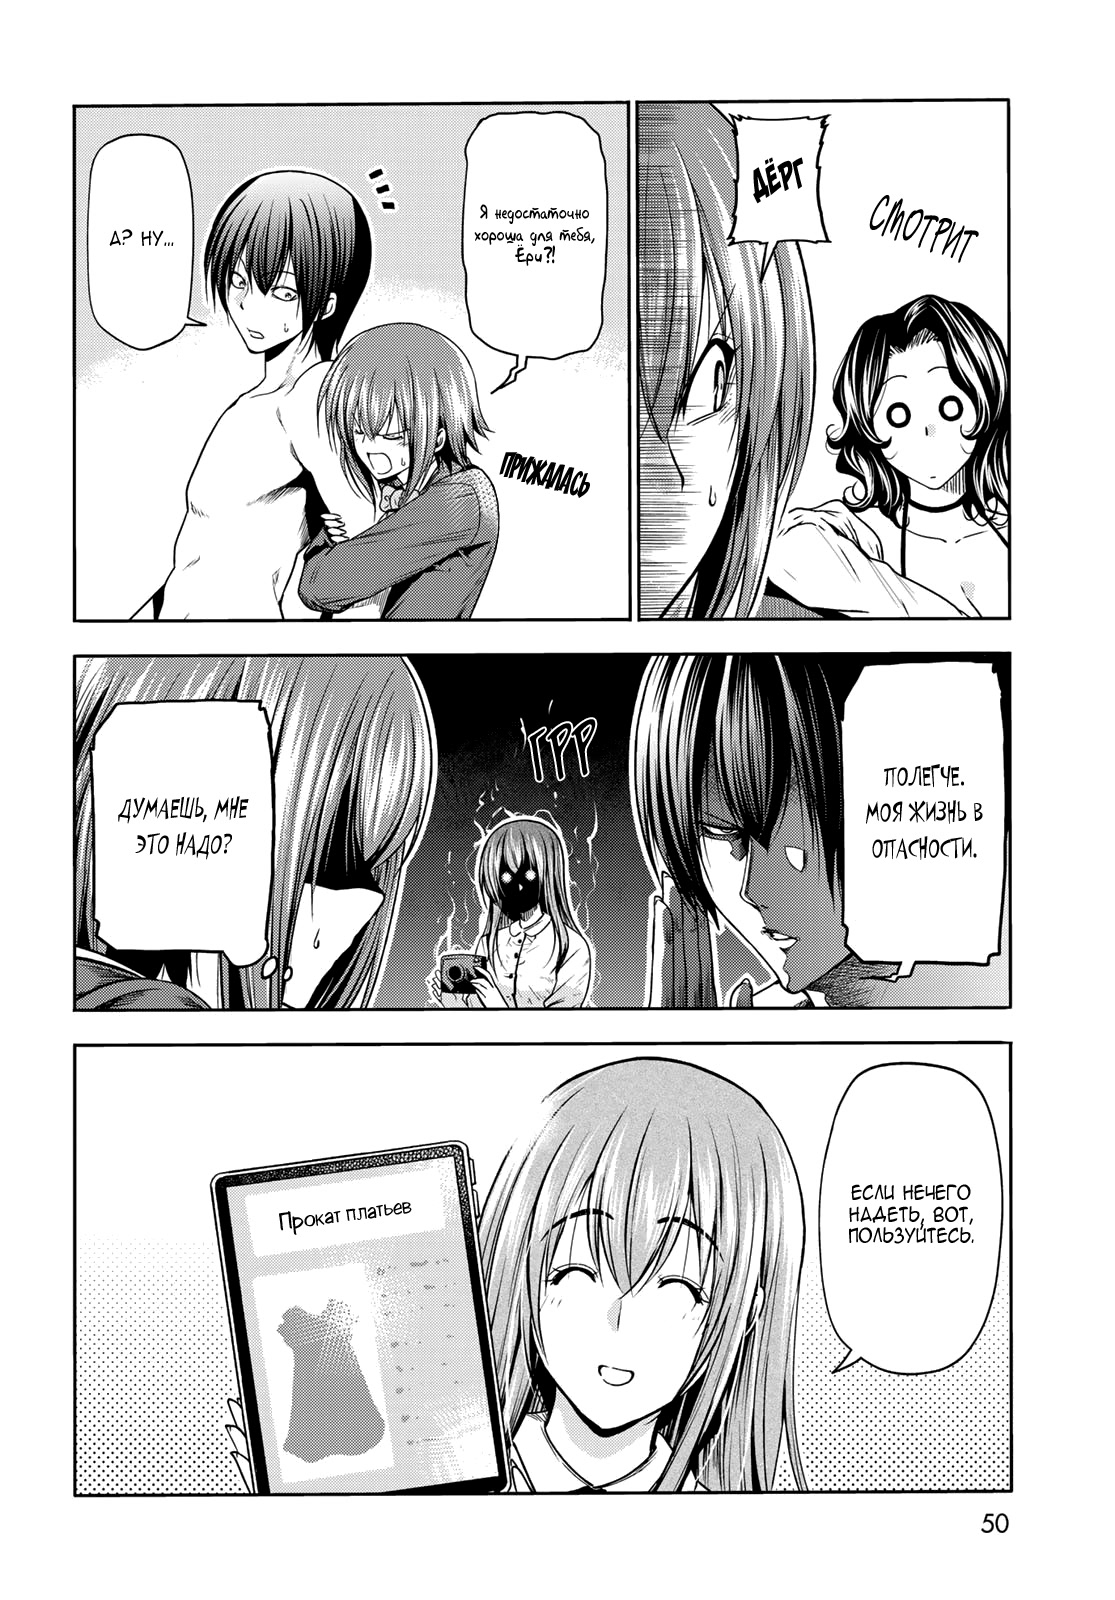 ДЁРГ
СМОТРИТ
Я недостаточно
хороша для тебя,
Ёри?!
А? НУ...
ПРИЖАЛАСЬ
ПОЛЕГЧЕ.
МОЯ ЖИЗНЬ В
ОПАСНОСТИ.
ГРР
ДУМАЕШЬ, МНЕ
ЭТО НАДО?
ЕСЛИ НЕЧЕГО
НАДЕТЬ, ВОТ,
ПОЛЬЗУЙТЕСЬ.
Прокат платьев
50